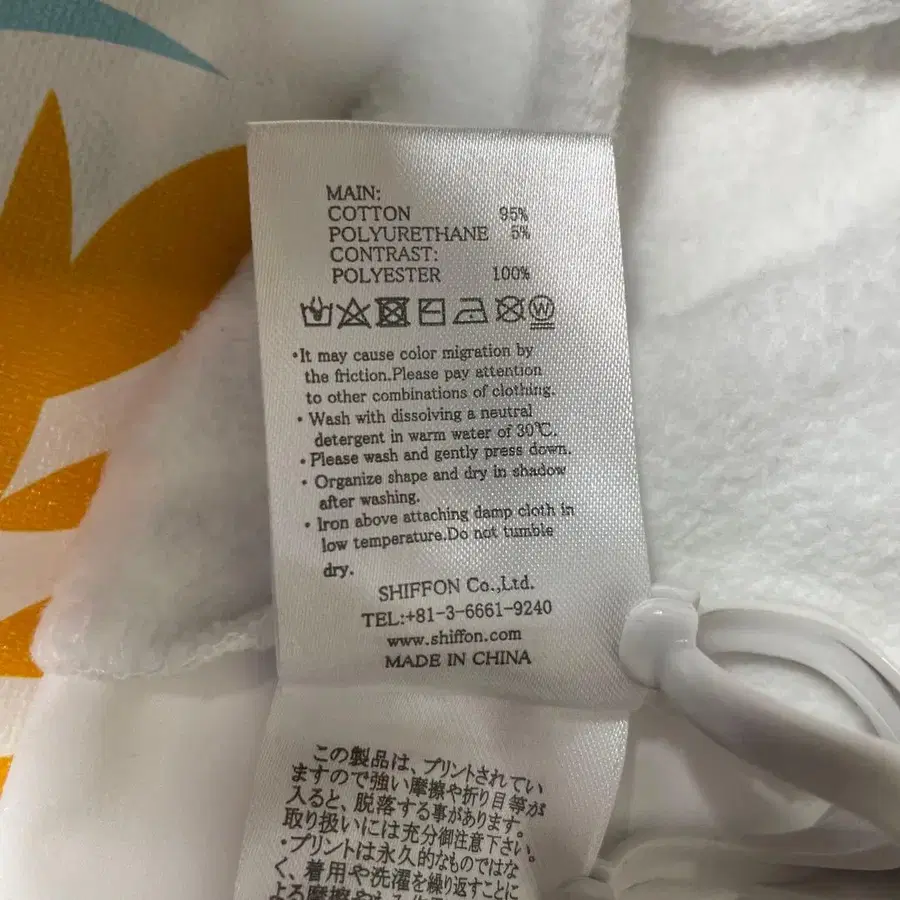 MAIN:
COTTON 95%
POLYURETHANE 5%
CONTRAST:
POLYESTER 100%
W
•It may cause color migration by
the friction.Please pay attention
to other combinations of clothing.
• Wash with dissolving a neutral
detergent in warm water of 30℃.
• Please wash and gently press down.
• Organize shape and dry in shadow
after washing.
• Iron above attaching damp cloth in
low temperature.Do not tumble
dry.
SHIFFON Co.,Ltd.
TEL:+81-3-6661-9240
www.shiffon.com
MADE IN CHINA
この製品は、プリントされてい
ますので強い摩擦や折り目等が
入ると、脱落する事があります。
取り扱いには充分御注意下さい。
・プリントは永久的なものではな
く、着用や洗濯を繰り返すことに
よる摩擦や